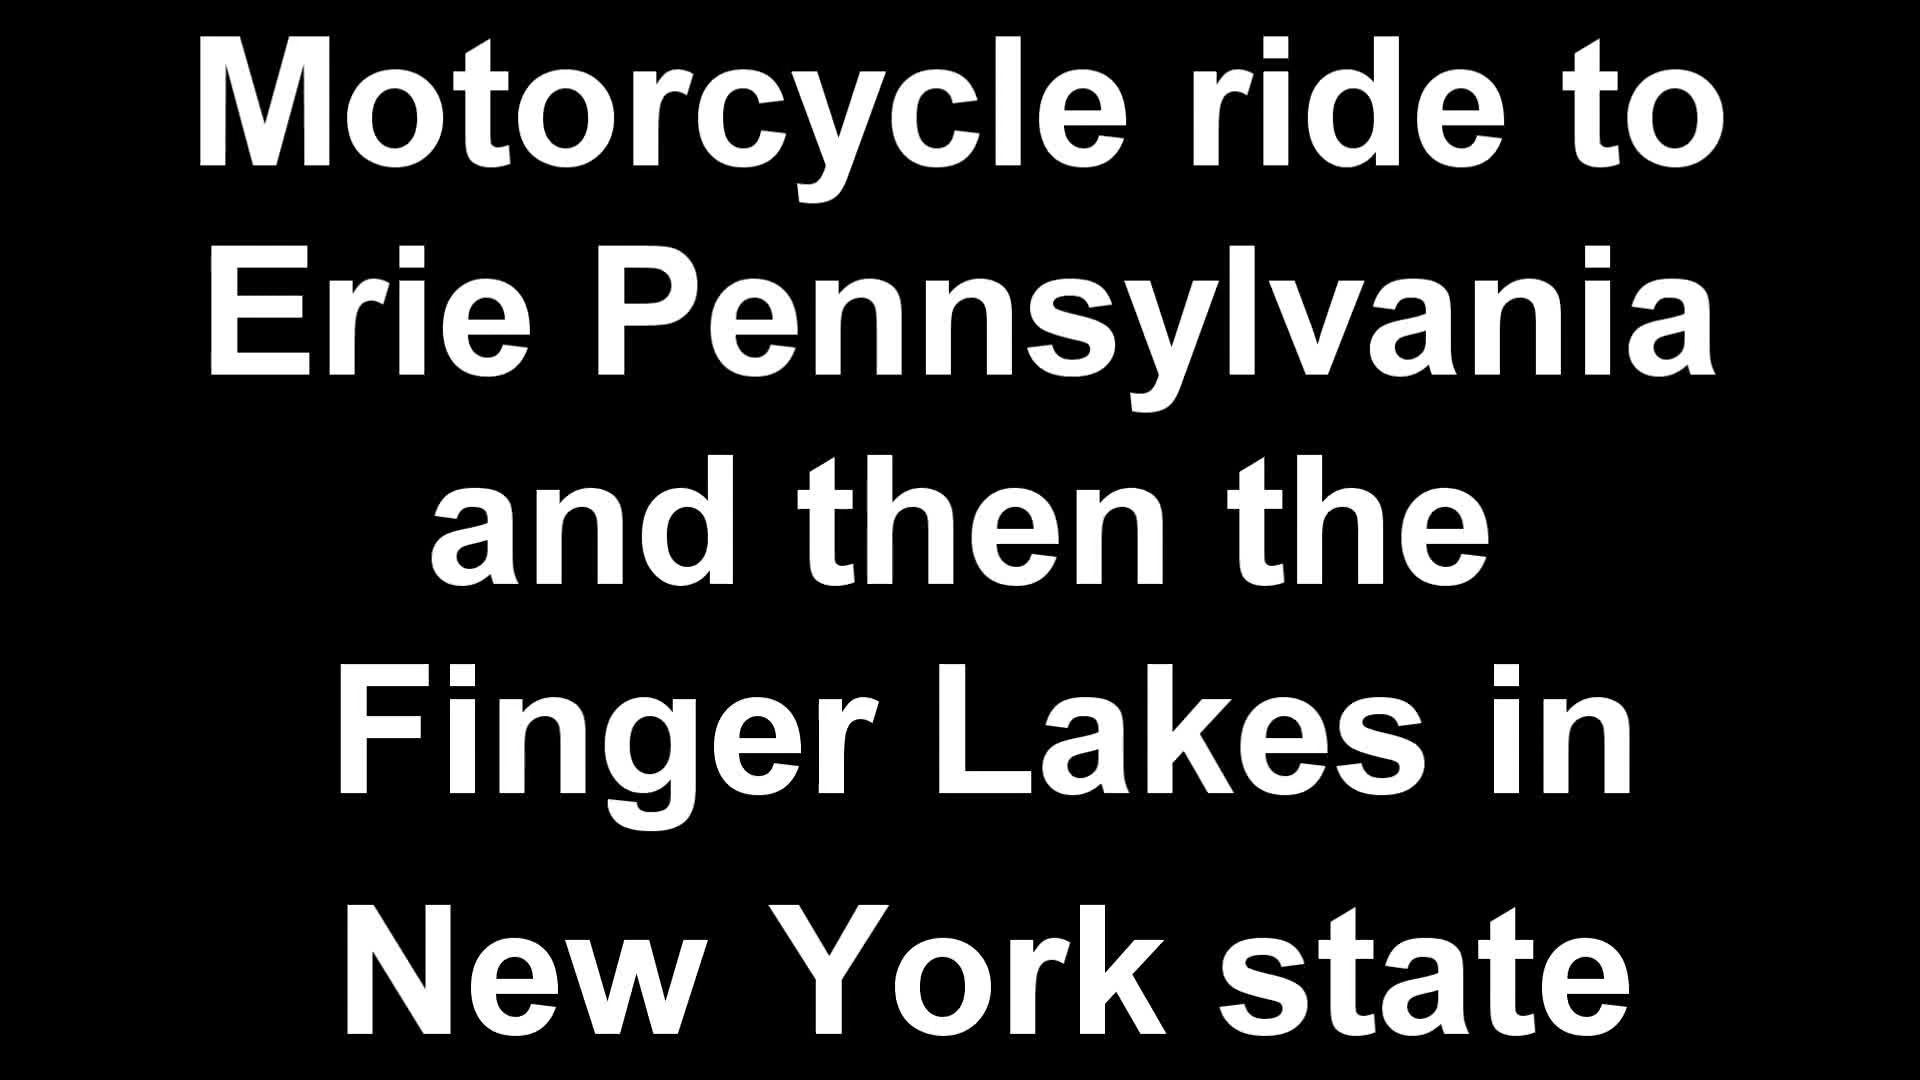 Motorcycle ride to
Erie Pennsylvania
and then the
Finger Lakes in
New York state